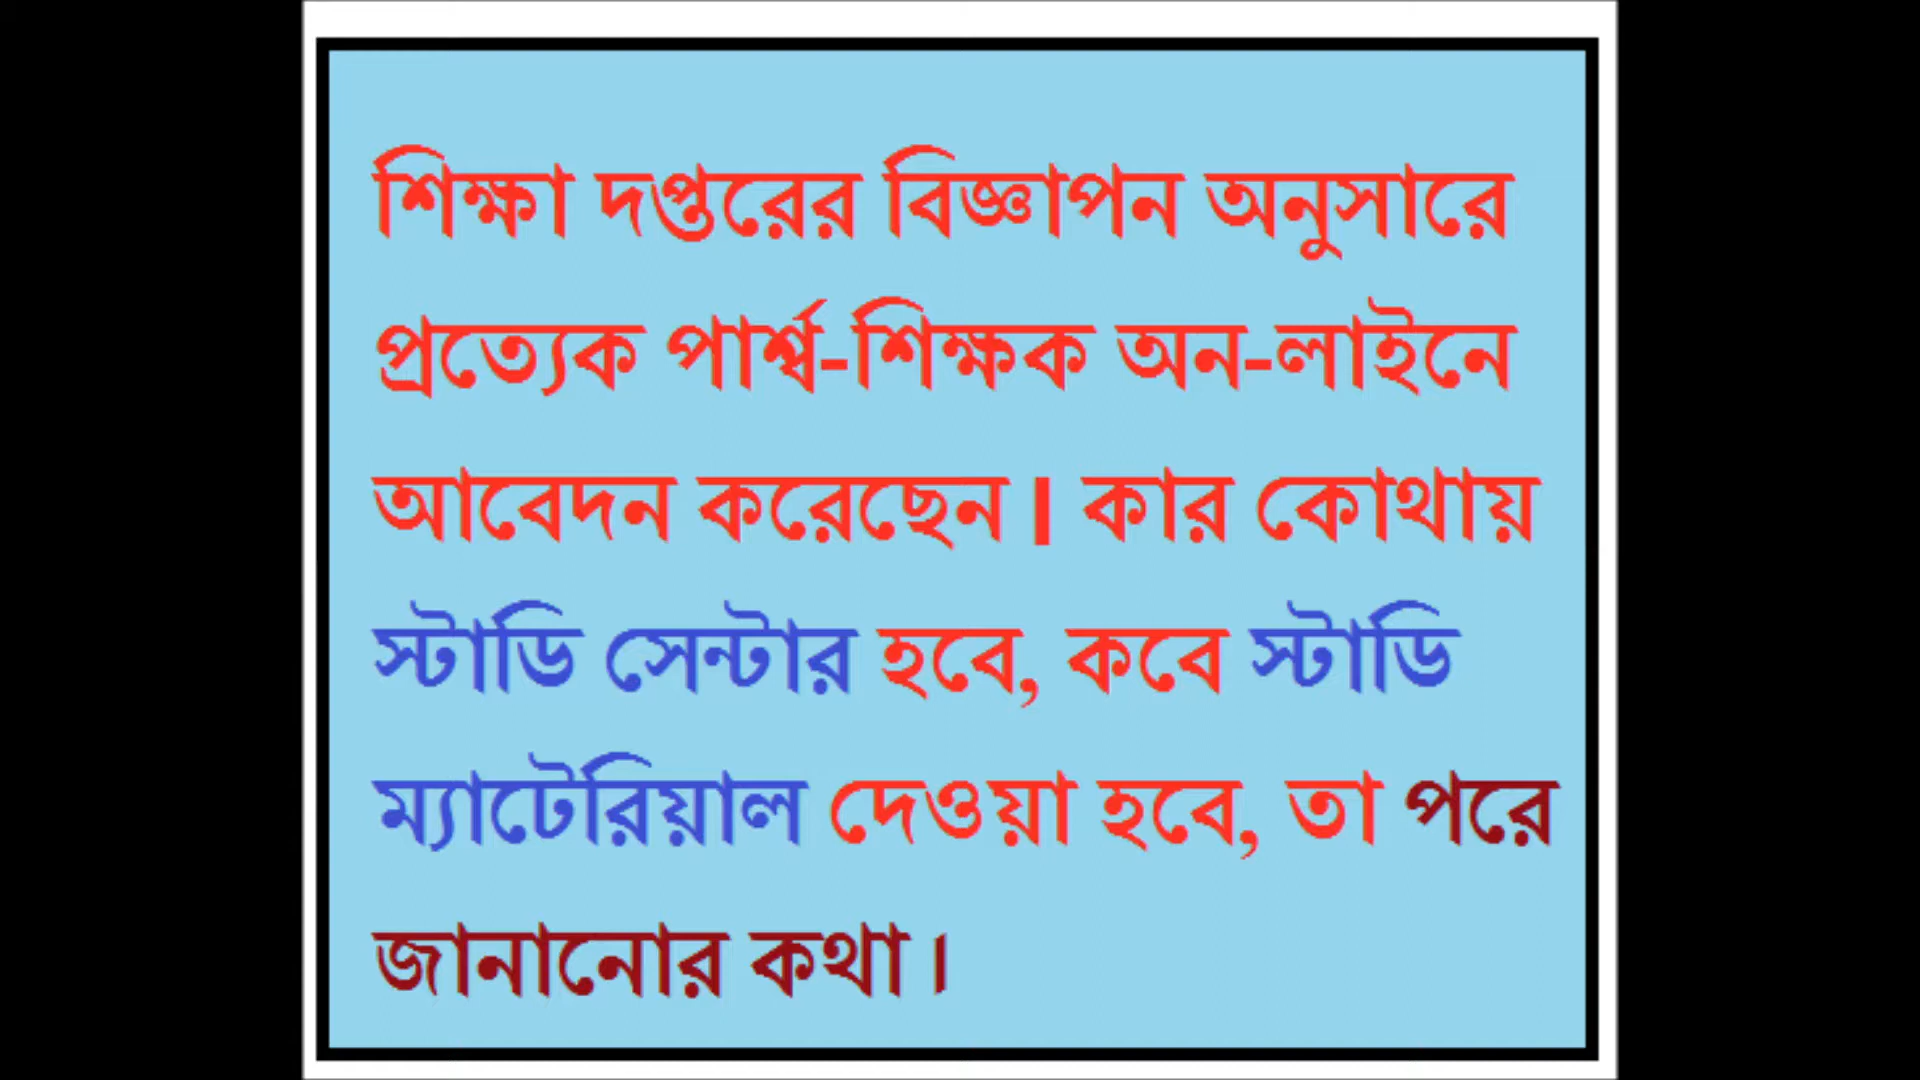 শিক্ষা দপ্তরের বিজ্ঞাপন অনুসারে
প্রত্যেক পার্শ্ব-শিক্ষক অন-লাইনে
আবেদন করেছেন। কার কোথায়
স্টাডি সেন্টার হবে, কবে স্টাডি
ম্যাটেরিয়াল দেওয়া হবে, তা পরে
জানানোর কথা।